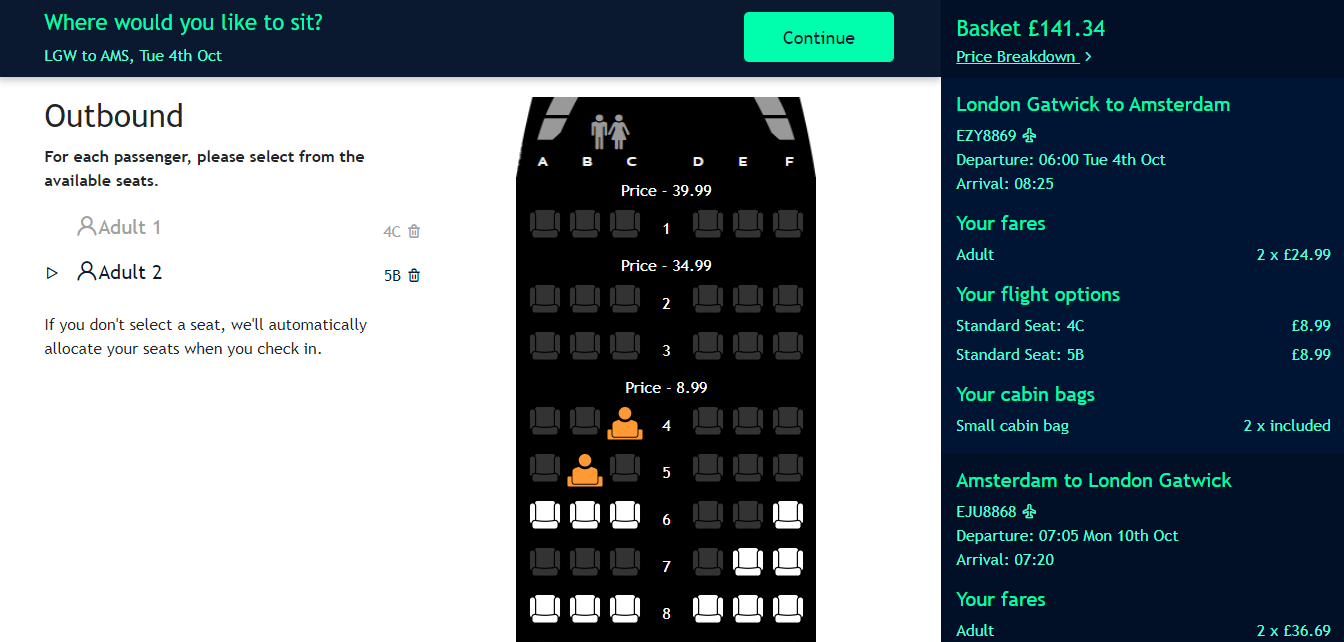 Where would you like to sit?
LGW to AMS, Tue 4th Oct
Continue
Outbound
For each passenger, please select from the
available seats.
Adult 1 4C
Adult 2 5B
If you don't select a seat, we'll automatically
allocate your seats when you check in.
A B C D E F
Price - 39.99
1
Price - 34.99
2
3
Price - 8.99
4
5
6
7
8
Basket £141.34
Price Breakdown
London Gatwick to Amsterdam
EZY8869
Departure: 06:00 Tue 4th Oct
Arrival: 08:25
Your fares
Adult 2 x £24.99
Your flight options
Standard Seat: 4C £8.99
Standard Seat: 5B £8.99
Your cabin bags
Small cabin bag 2 x included
Amsterdam to London Gatwick
EJU8868
Departure: 07:05 Mon 10th Oct
Arrival: 07:20
Your fares
Adult 2 x £36.69